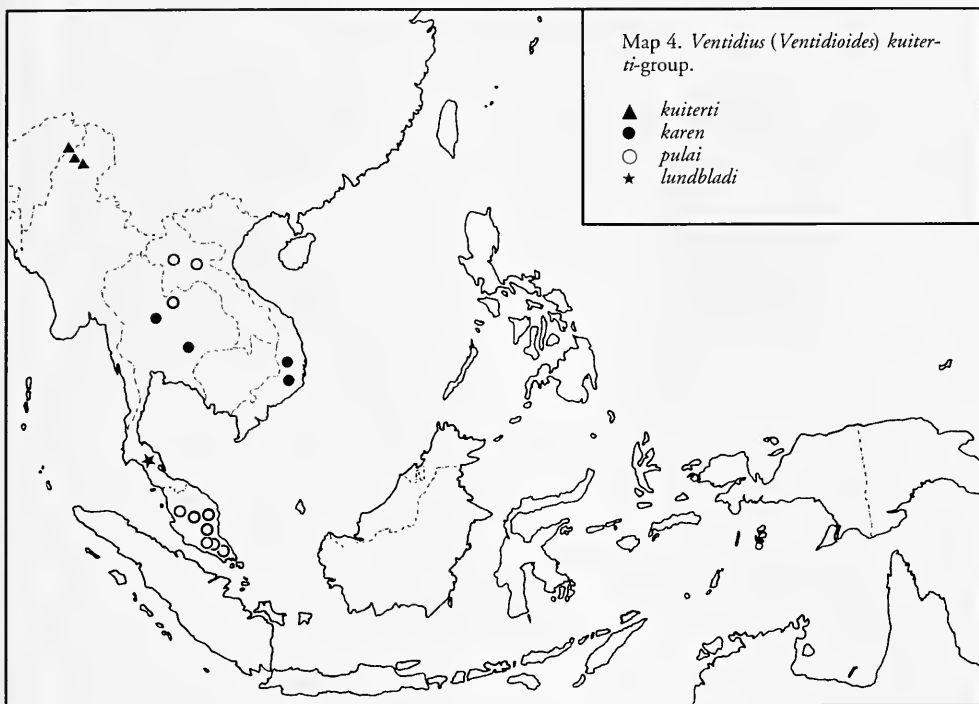 Map 4. Ventidius (Ventidioides) kuiter-
ti-group.
▲ kuiterti
● karen
○ pulai
★ lundbladi